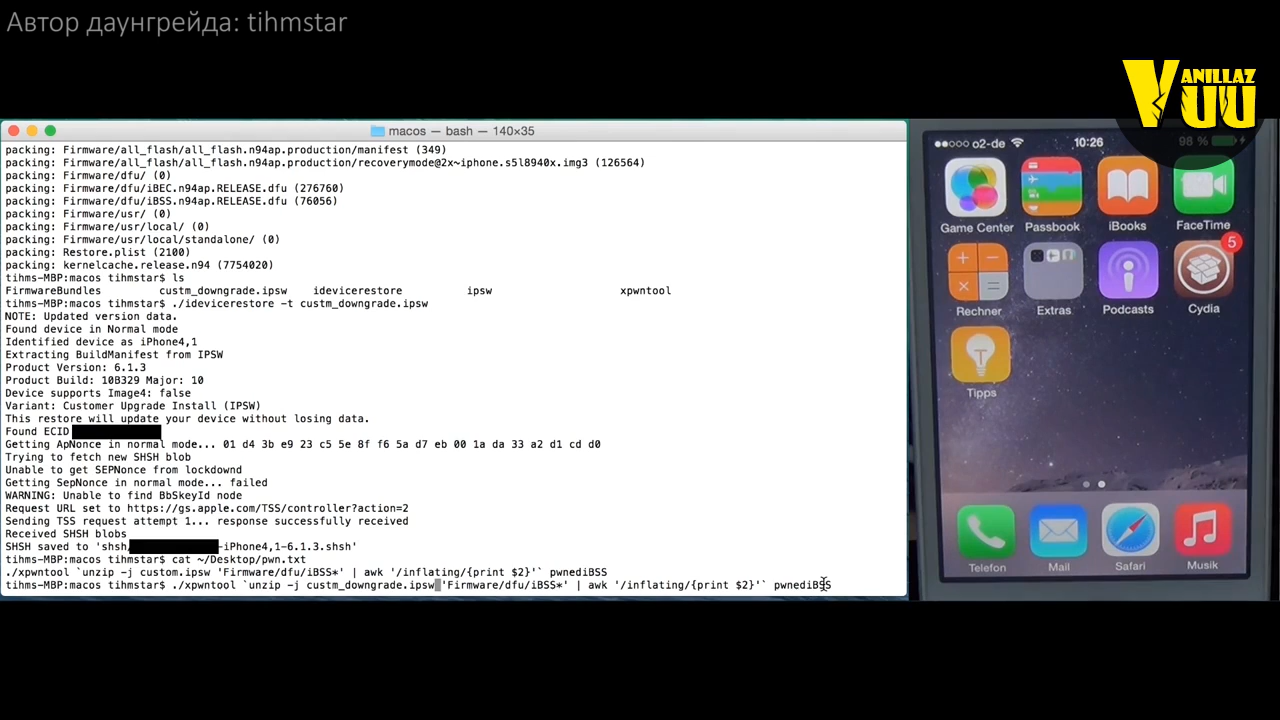 Автор даунгрейда: tihmstar
VANILLAZ
VUU
macos — bash — 140×35
packing: Firmware/all_flash/all_flash.n94ap.production/manifest (349)
packing: Firmware/all_flash/all_flash.n94ap.production/recoverymode@2x~iphone.s5l8940x.img3 (126564)
packing: Firmware/dfu/ (0)
packing: Firmware/dfu/iBEC.n94ap.RELEASE.dfu (276760)
packing: Firmware/dfu/iBSS.n94ap.RELEASE.dfu (76056)
packing: Firmware/usr/ (0)
packing: Firmware/usr/local/ (0)
packing: Firmware/usr/local/standalone/ (0)
packing: Restore.plist (2100)
packing: kernelcache.release.n94 (7754020)
tihms-MBP:macos tihmstar$ ls
FirmwareBundles custm_downgrade.ipsw idevicerestore ipsw xpwntool
tihms-MBP:macos tihmstar$ ./idevicerestore -t custm_downgrade.ipsw
NOTE: Updated version data.
Found device in Normal mode
Identified device as iPhone4,1
Extracting BuildManifest from IPSW
Product Version: 6.1.3
Product Build: 10B329 Major: 10
Device supports Image4: false
Variant: Customer Upgrade Install (IPSW)
This restore will update your device without losing data.
Found ECID
Getting ApNonce in normal mode... 01 d4 3b e9 23 c5 5e 8f f6 5a d7 eb 00 1a da 33 a2 d1 cd d0
Trying to fetch new SHSH blob
Unable to get SEPNonce from lockdownd
Getting SepNonce in normal mode... failed
WARNING: Unable to find BbSkeyId node
Request URL set to https://gs.apple.com/TSS/controller?action=2
Sending TSS request attempt 1... response successfully received
Received SHSH blobs
SHSH saved to 'shsh/ -iPhone4,1-6.1.3.shsh'
tihms-MBP:macos tihmstar$ cat ~/Desktop/pwn.txt
./xpwntool `unzip -j custom.ipsw 'Firmware/dfu/iBSS*' | awk '/inflating/{print $2}'` pwnediBSS
tihms-MBP:macos tihmstar$ ./xpwntool `unzip -j custm_downgrade.ipsw 'Firmware/dfu/iBSS*' | awk '/inflating/{print $2}'` pwnediBSS
o2-de 10:26 98 %
Game Center Passbook iBooks FaceTime
5
Rechner Extras Podcasts Cydia
Tipps
Telefon Mail Safari Musik